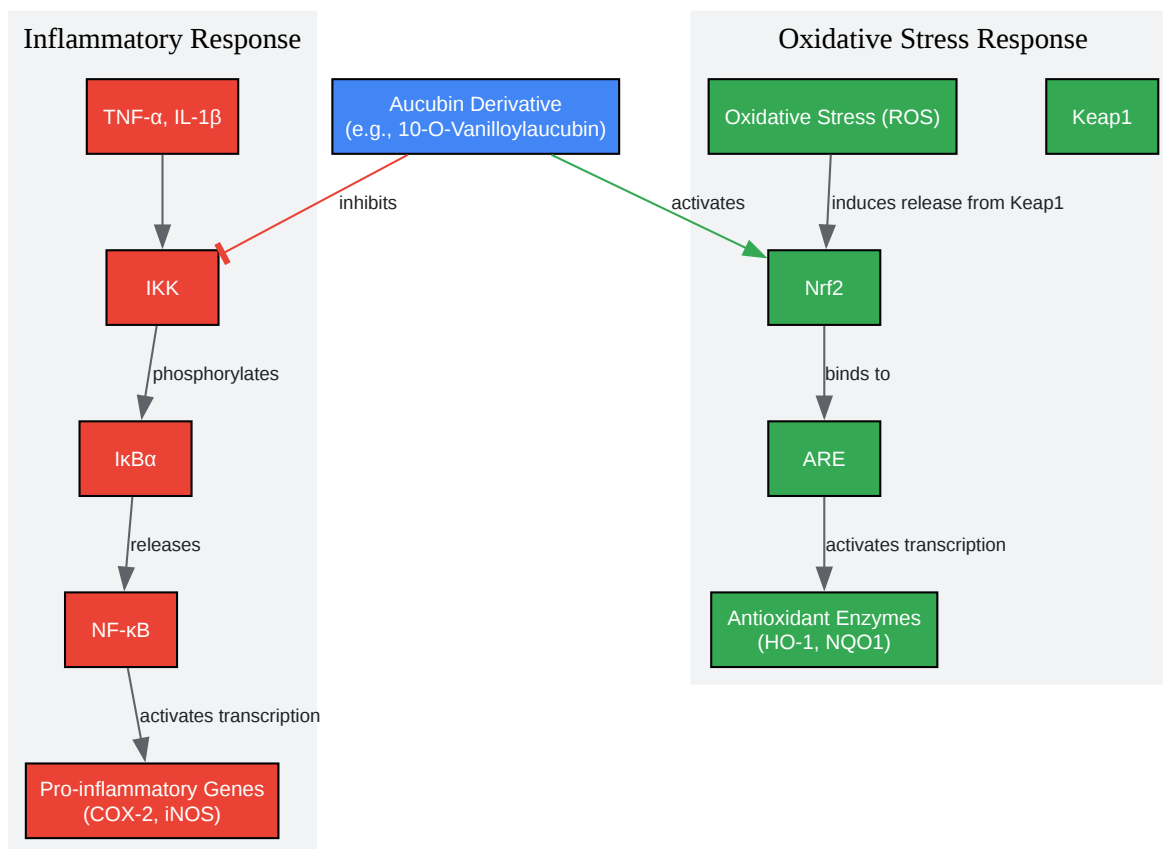 Inflammatory Response
Oxidative Stress Response
TNF-α, IL-1β
Aucubin Derivative
(e.g., 10-O-Vanilloylaucubin)
Oxidative Stress (ROS)
Keap1
inhibits
activates
induces release from Keap1
IKK
Nrf2
phosphorylates
binds to
IκBα
ARE
releases
activates transcription
NF-κB
Antioxidant Enzymes
(HO-1, NQO1)
activates transcription
Pro-inflammatory Genes
(COX-2, iNOS)